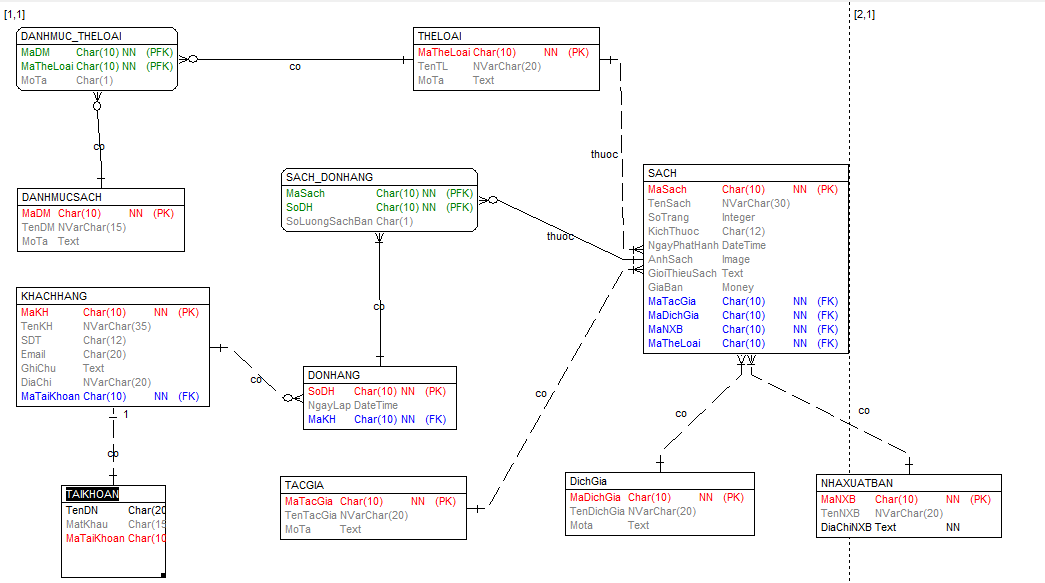 [1,1]
[2,1]
DANHMUC_THELOAI
MaDM Char(10) NN (PFK)
MaTheLoai Char(10) NN (PFK)
MoTa Char(1)
THELOAI
MaTheLoai Char(10) NN (PK)
TenTL NVarChar(20)
MoTa Text
co
co
thuoc
DANHMUCSACH
MaDM Char(10) NN (PK)
TenDM NVarChar(15)
MoTa Text
SACH_DONHANG
MaSach Char(10) NN (PFK)
SoDH Char(10) NN (PFK)
SoLuongSachBan Char(1)
SACH
MaSach Char(10) NN (PK)
TenSach NVarChar(30)
SoTrang Integer
KichThuoc Char(12)
NgayPhatHanh DateTime
AnhSach Image
GioiThieuSach Text
GiaBan Money
MaTacGia Char(10) NN (FK)
MaDichGia Char(10) NN (FK)
MaNXB Char(10) NN (FK)
MaTheLoai Char(10) NN (FK)
thuoc
co
KHACHHANG
MaKH Char(10) NN (PK)
TenKH NVarChar(35)
SDT Char(12)
Email Char(20)
GhiChu Text
DiaChi NVarChar(20)
MaTaiKhoan Char(10) NN (FK)
co
DONHANG
SoDH Char(10) NN (PK)
NgayLap DateTime
MaKH Char(10) NN (FK)
1
co
co
co
co
TAIKHOAN
TenDN Char(20
MatKhau Char(15
MaTaiKhoan Char(10
TACGIA
MaTacGia Char(10) NN (PK)
TenTacGia NVarChar(20)
MoTa Text
DichGia
MaDichGia Char(10) NN (PK)
TenDichGia NVarChar(20)
Mota Text
NHAXUATBAN
MaNXB Char(10) NN (PK)
TenNXB NVarChar(20)
DiaChiNXB Text NN